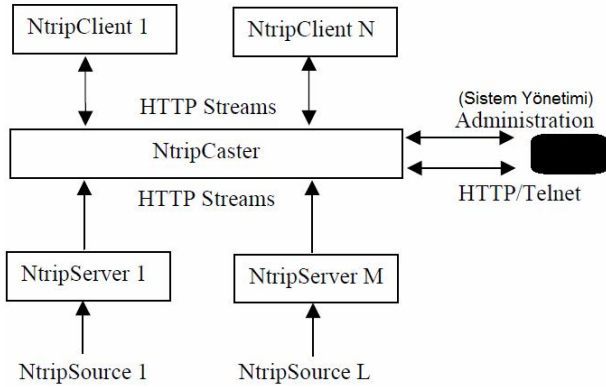 NtripClient 1
NtripClient N
HTTP Streams
(Sistem Yönetimi)
Administration
NtripCaster
HTTP Streams
HTTP/Telnet
NtripServer 1
NtripServer M
NtripSource 1
NtripSource L